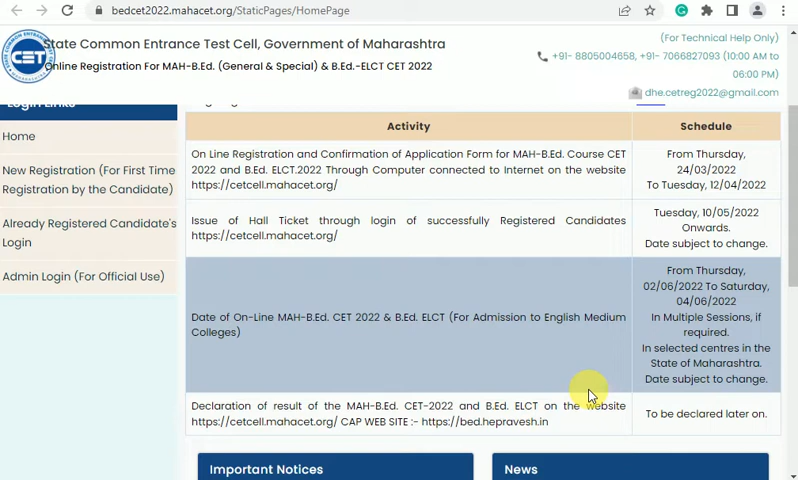 bedcet2022.mahacet.org/StaticPages/HomePage
State Common Entrance Test Cell, Government of Maharashtra
Online Registration For MAH-B.Ed. (General & Special) & B.Ed.-ELCT CET 2022
(For Technical Help Only)
+91- 8805004658, +91- 7066827093 (10:00 AM to
06:00 PM)
dhe.cetreg2022@gmail.com
CET
Login Links
Home
New Registration (For First Time
Registration by the Candidate)
Already Registered Candidate's
Login
Admin Login (For Official Use)
Activity
Schedule
On Line Registration and Confirmation of Application Form for MAH-B.Ed. Course CET
2022 and B.Ed. ELCT.2022 Through Computer connected to Internet on the website
https://cetcell.mahacet.org/
From Thursday,
24/03/2022
To Tuesday, 12/04/2022
Issue of Hall Ticket through login of successfully Registered Candidates
https://cetcell.mahacet.org/
Tuesday, 10/05/2022
Onwards.
Date subject to change.
Date of On-Line MAH-B.Ed. CET 2022 & B.Ed. ELCT (For Admission to English Medium
Colleges)
From Thursday,
02/06/2022 To Saturday,
04/06/2022
In Multiple Sessions, if
required.
In selected centres in the
State of Maharashtra.
Date subject to change.
Declaration of result of the MAH-B.Ed. CET-2022 and B.Ed. ELCT on the website
https://cetcell.mahacet.org/ CAP WEB SITE :- https://bed.hepravesh.in
To be declared later on.
Important Notices
News